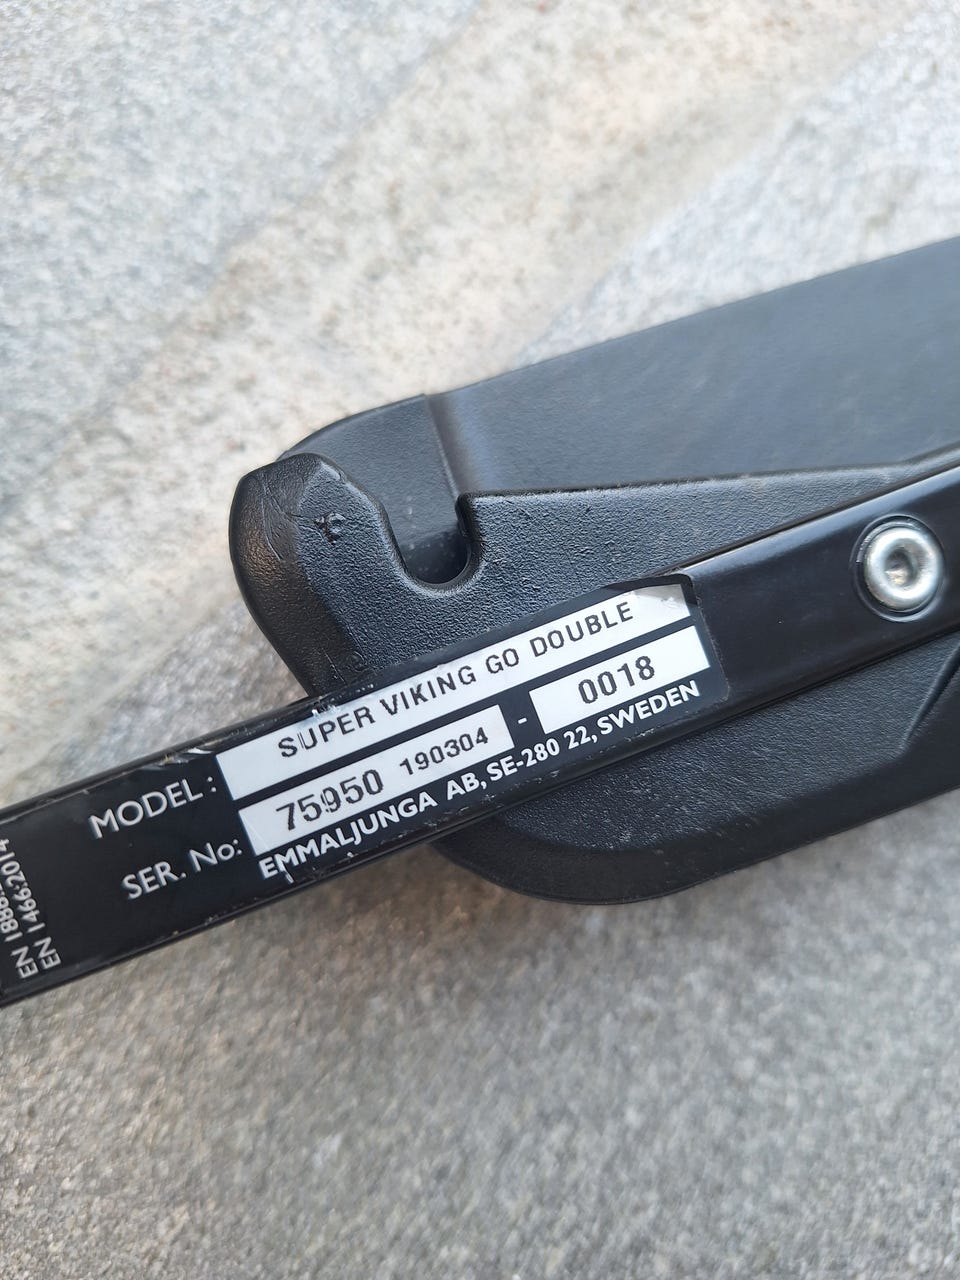 MODEL: SUPER VIKING GO DOUBLE
SER. No: 75950 190304 - 0018
EMMALJUNGA AB, SE-280 22, SWEDEN
EN
EN 1466:2014